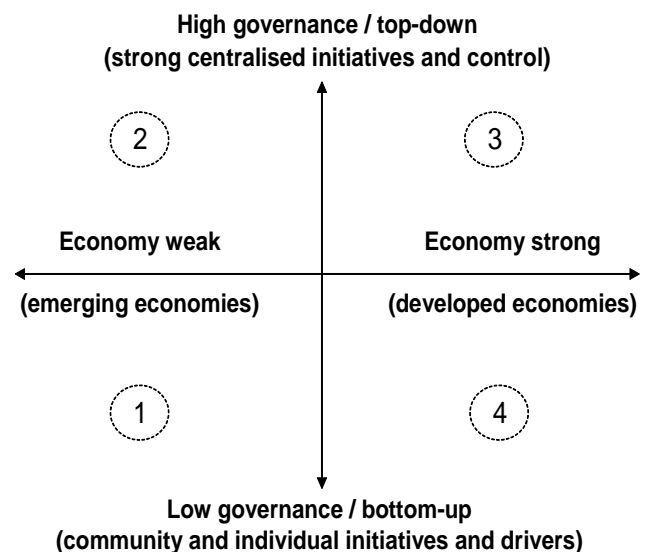 High governance / top-down
(strong centralised initiatives and control)
2
3
Economy weak
Economy strong
(emerging economies)
(developed economies)
1
4
Low governance / bottom-up
(community and individual initiatives and drivers)